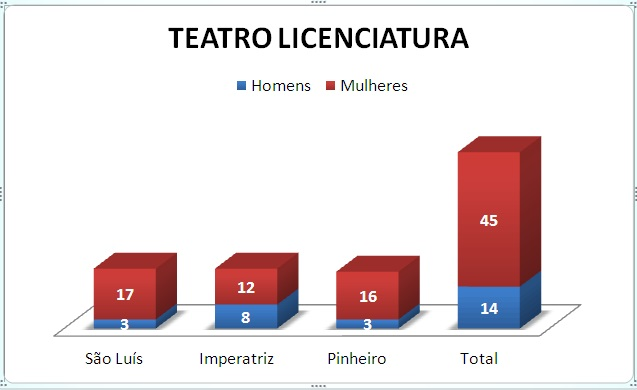 TEATRO LICENCIATURA
Homens Mulheres
45
17 12 16
3 8 3 14
São Luís Imperatriz Pinheiro Total